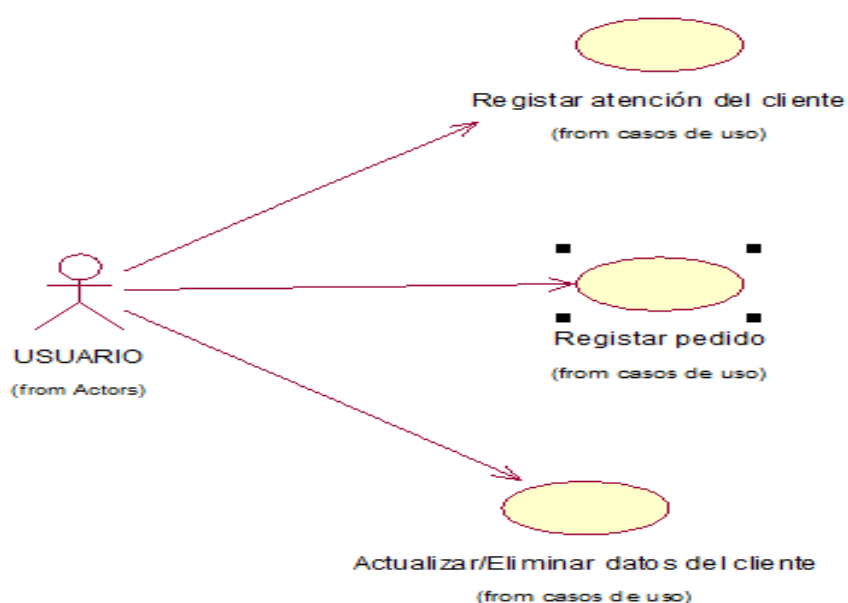 Registar atención del cliente
(from casos de uso)
USUARIO
(from Actors)
Registar pedido
(from casos de uso)
Actualizar/Eliminar datos del cliente
(from casos de uso)